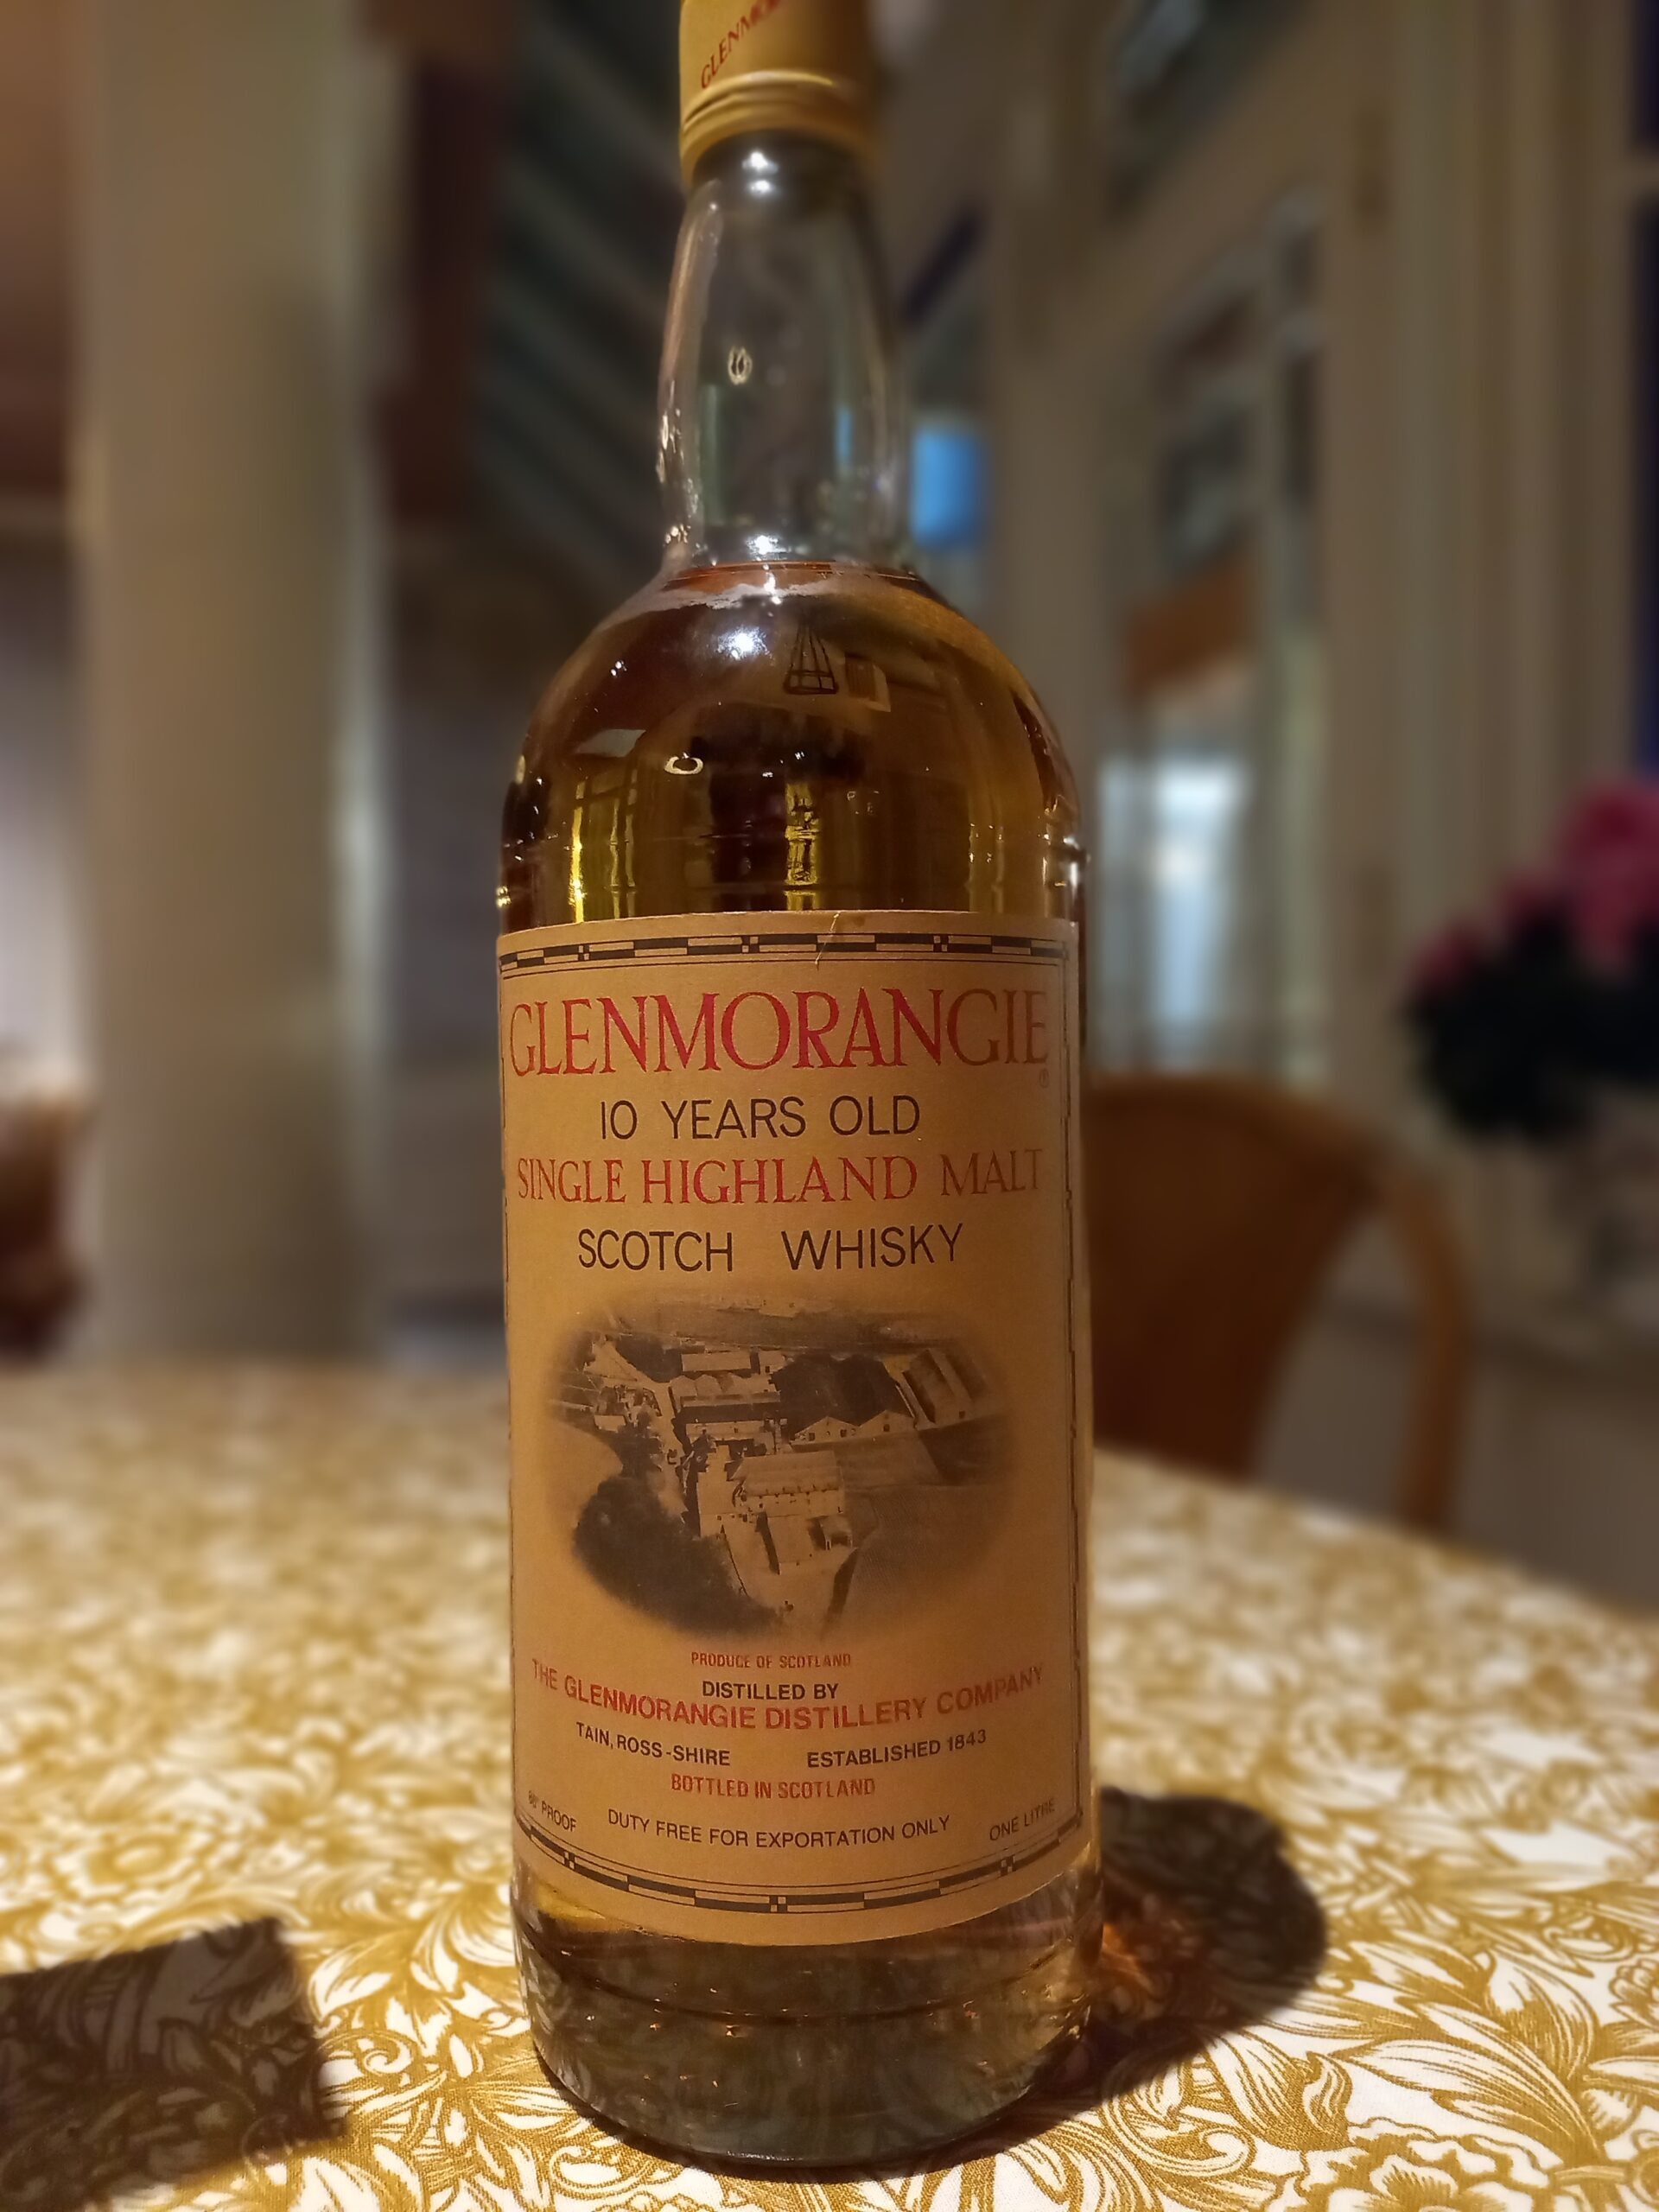 GLENMO
GLENMORANGIE
®
10 YEARS OLD
SINGLE HIGHLAND MALT
SCOTCH WHISKY
PRODUCE OF SCOTLAND
DISTILLED BY
THE GLENMORANGIE DISTILLERY COMPANY
TAIN, ROSS-SHIRE ESTABLISHED 1843
BOTTLED IN SCOTLAND
PROOF DUTY FREE FOR EXPORTATION ONLY ONE LITRE